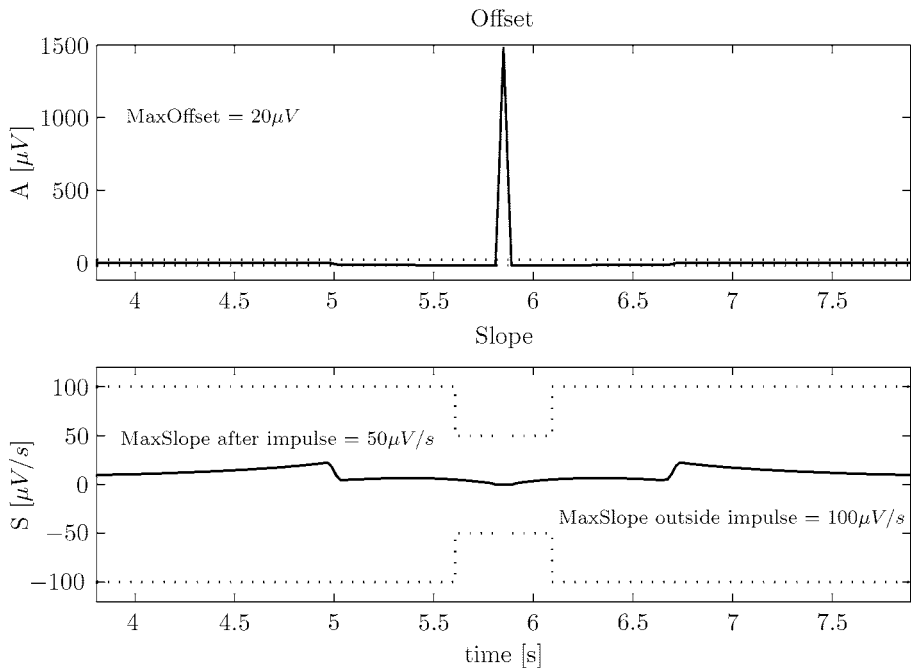 Offset
1500
1000
500
0
A [μV]
MaxOffset = 20μV
4 4.5 5 5.5 6 6.5 7 7.5
Slope
100
50
0
−50
−100
S [μV/s]
MaxSlope after impulse = 50μV/s
MaxSlope outside impulse = 100μV/s
4 4.5 5 5.5 6 6.5 7 7.5
time [s]